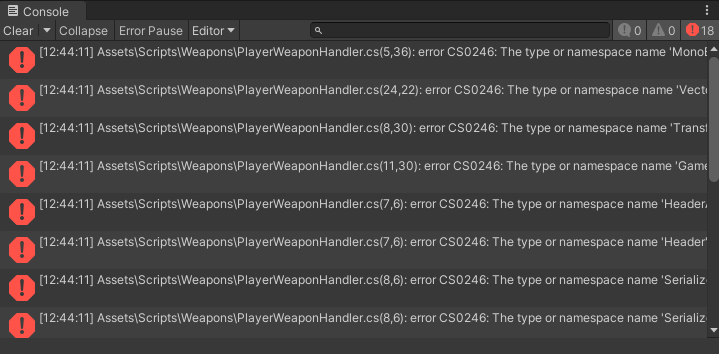 Console
Clear Collapse Error Pause Editor 0 0 18
[12:44:11] Assets\Scripts\Weapons\PlayerWeaponHandler.cs(5,36): error CS0246: The type or namespace name 'MonoB
[12:44:11] Assets\Scripts\Weapons\PlayerWeaponHandler.cs(24,22): error CS0246: The type or namespace name 'Vecto
[12:44:11] Assets\Scripts\Weapons\PlayerWeaponHandler.cs(8,30): error CS0246: The type or namespace name 'Transf
[12:44:11] Assets\Scripts\Weapons\PlayerWeaponHandler.cs(11,30): error CS0246: The type or namespace name 'Game
[12:44:11] Assets\Scripts\Weapons\PlayerWeaponHandler.cs(7,6): error CS0246: The type or namespace name 'HeaderA
[12:44:11] Assets\Scripts\Weapons\PlayerWeaponHandler.cs(7,6): error CS0246: The type or namespace name 'Header'
[12:44:11] Assets\Scripts\Weapons\PlayerWeaponHandler.cs(8,6): error CS0246: The type or namespace name 'Serialize
[12:44:11] Assets\Scripts\Weapons\PlayerWeaponHandler.cs(8,6): error CS0246: The type or namespace name 'Serialize